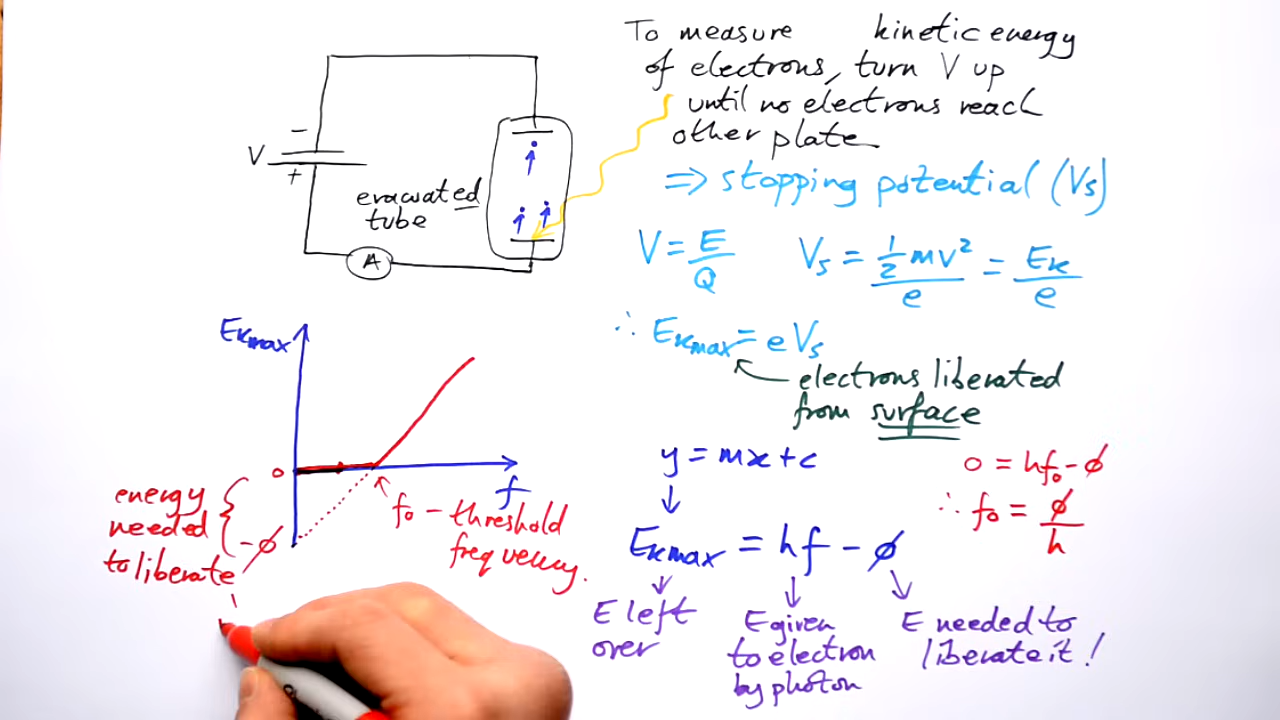 To measure kinetic energy
of electrons, turn V up
until no electrons reach
other plate
⇒ stopping potential (Vs)
−
V
+
evacuated
tube
A
V = E/Q Vs = ½mv²/e = Ek/e
∴ Ekmax = eVs
electrons liberated
from surface
Ekmax
0
f
f₀ – threshold
frequency.
energy
needed
to liberate
-ϕ
y = mx + c
0 = hf₀ - ϕ
∴ f₀ = ϕ/h
Ekmax = hf - ϕ
E left
over
E given
to electron
by photon
E needed to
liberate it!